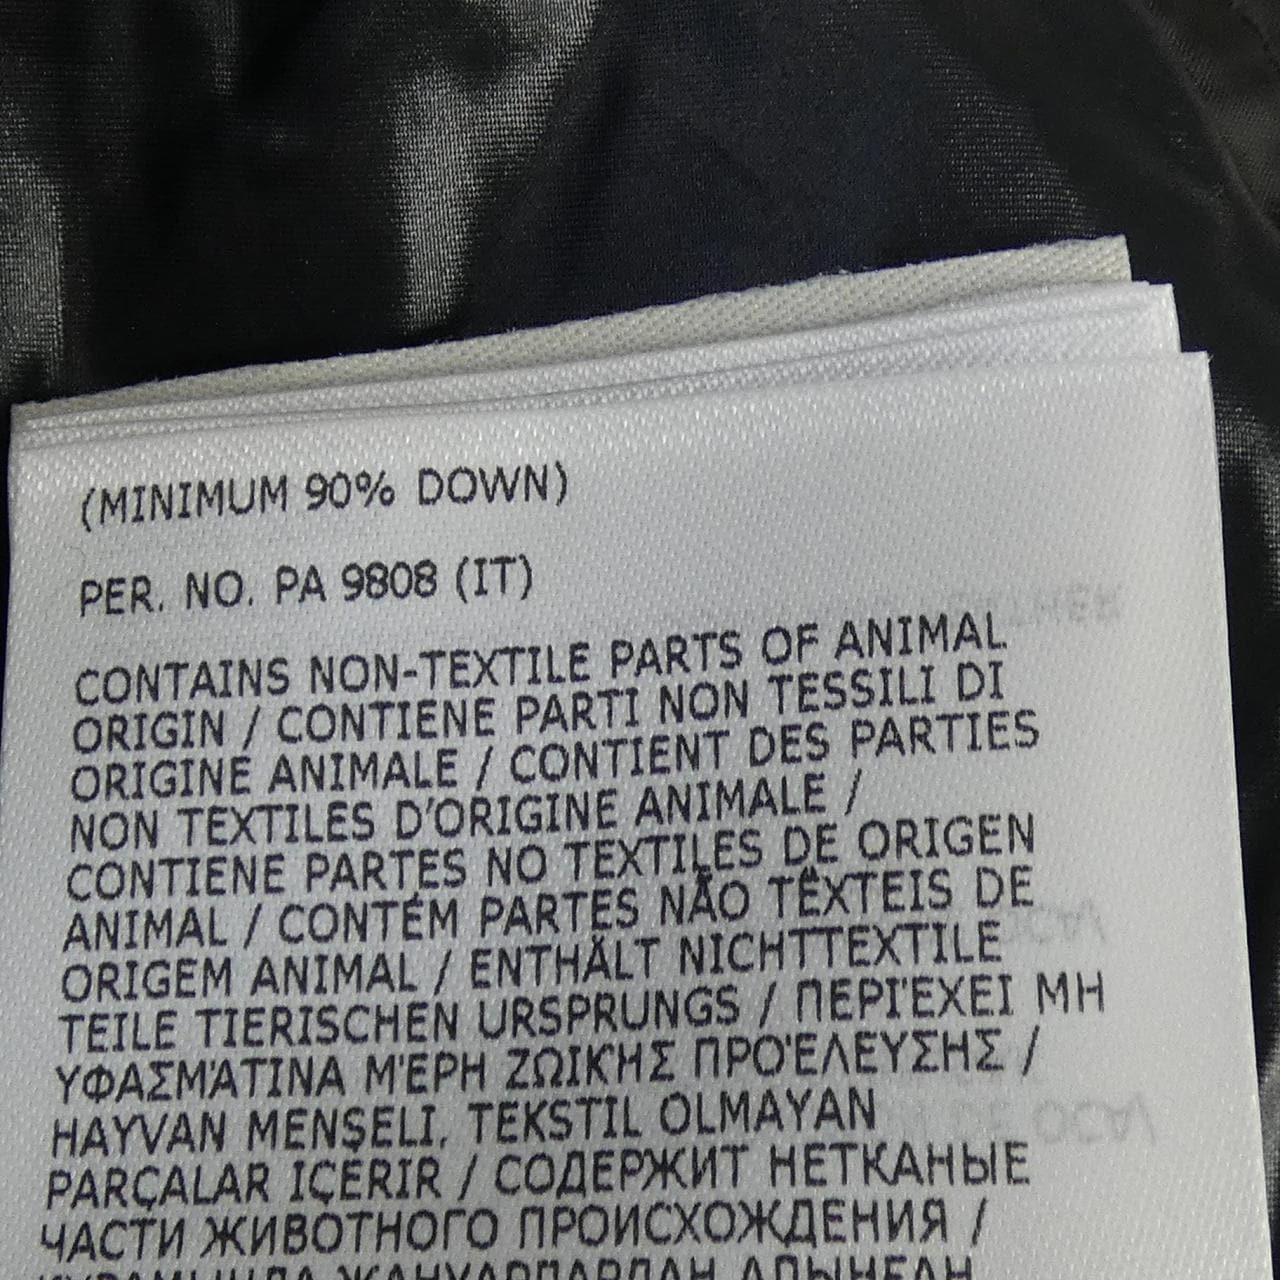 (MINIMUM 90% DOWN)
PER. NO. PA 9808 (IT)
CONTAINS NON-TEXTILE PARTS OF ANIMAL
ORIGIN / CONTIENE PARTI NON TESSILI DI
ORIGINE ANIMALE / CONTIENT DES PARTIES
NON TEXTILES D'ORIGINE ANIMALE /
CONTIENE PARTES NO TEXTILES DE ORIGEN
ANIMAL / CONTÉM PARTES NÃO TÊXTEIS DE
ORIGEM ANIMAL / ENTHÄLT NICHTTEXTILE
TEILE TIERISCHEN URSPRUNGS / ΠΕΡΙΈΧΕΙ ΜΗ
ΥΦΑΣΜΆΤΙΝΑ ΜΈΡΗ ΖΩΙΚΉΣ ΠΡΟΈΛΕΥΣΗΣ /
HAYVAN MENŞELI, TEKSTIL OLMAYAN
PARÇALAR IÇERIR / СОДЕРЖИТ НЕТКАНЫЕ
ЧАСТИ ЖИВОТНОГО ПРОИСХОЖДЕНИЯ /
ҚҰРАМЫНДА ЖАНУАРЛАРДАН АЛЫНҒАН